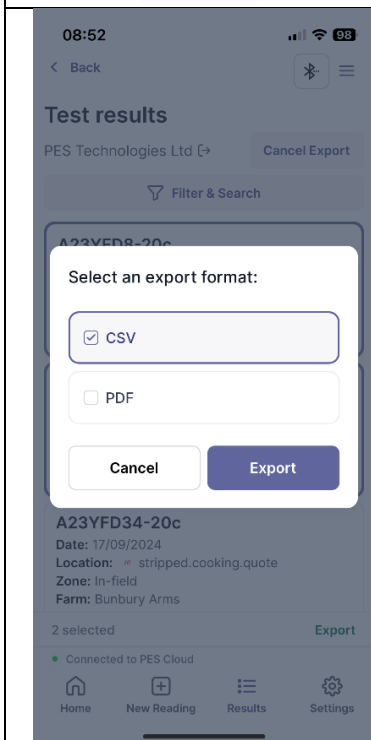 08:52
98
Back
Test results
PES Technologies Ltd
Cancel Export
Filter & Search
A23YFD8-20c
Select an export format:
CSV
PDF
Cancel
Export
A23YFD34-20c
Date: 17/09/2024
Location: stripped.cooking.quote
Zone: In-field
Farm: Bunbury Arms
2 selected
Export
Connected to PES Cloud
Home
New Reading
Results
Settings